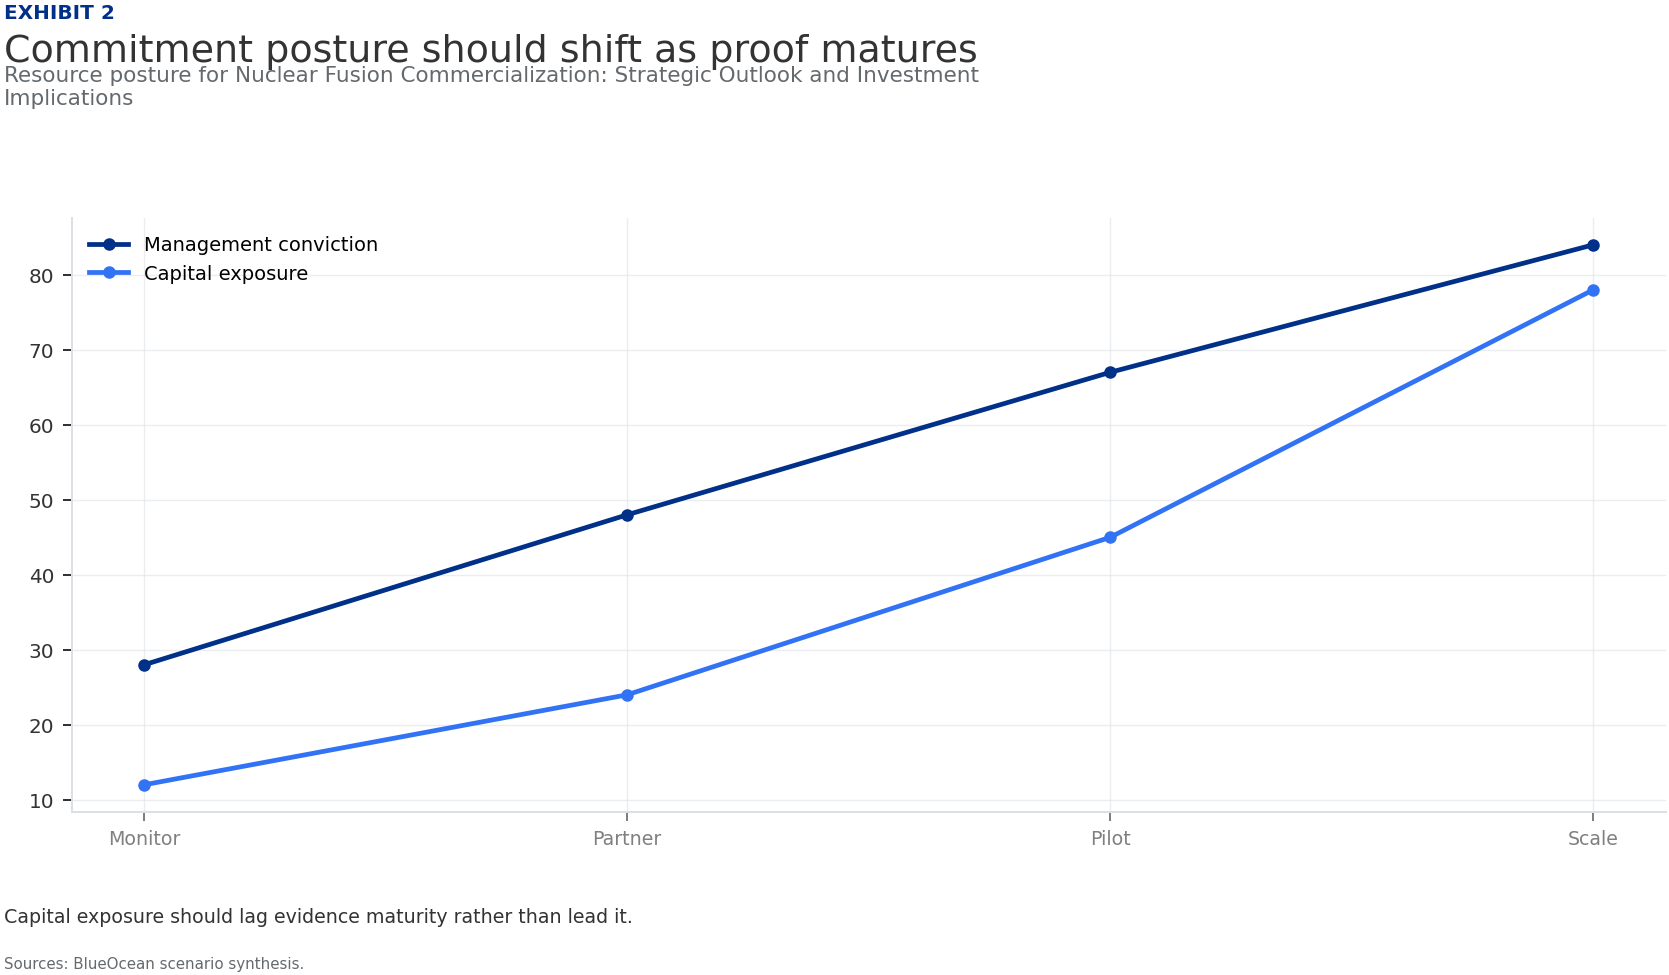 EXHIBIT 2
Commitment posture should shift as proof matures
Resource posture for Nuclear Fusion Commercialization: Strategic Outlook and Investment
Implications
Management conviction
Capital exposure
80
70
60
50
40
30
20
10
Monitor
Partner
Pilot
Scale
Capital exposure should lag evidence maturity rather than lead it.
Sources: BlueOcean scenario synthesis.